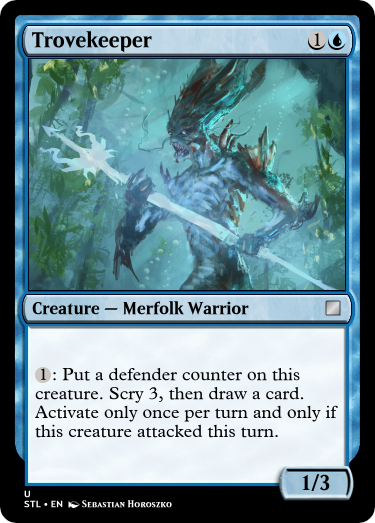 Trovekeeper 1
Creature — Merfolk Warrior
1: Put a defender counter on this
creature. Scry 3, then draw a card.
Activate only once per turn and only if
this creature attacked this turn.
1/3
U
STL • EN Sebastian Horoszko